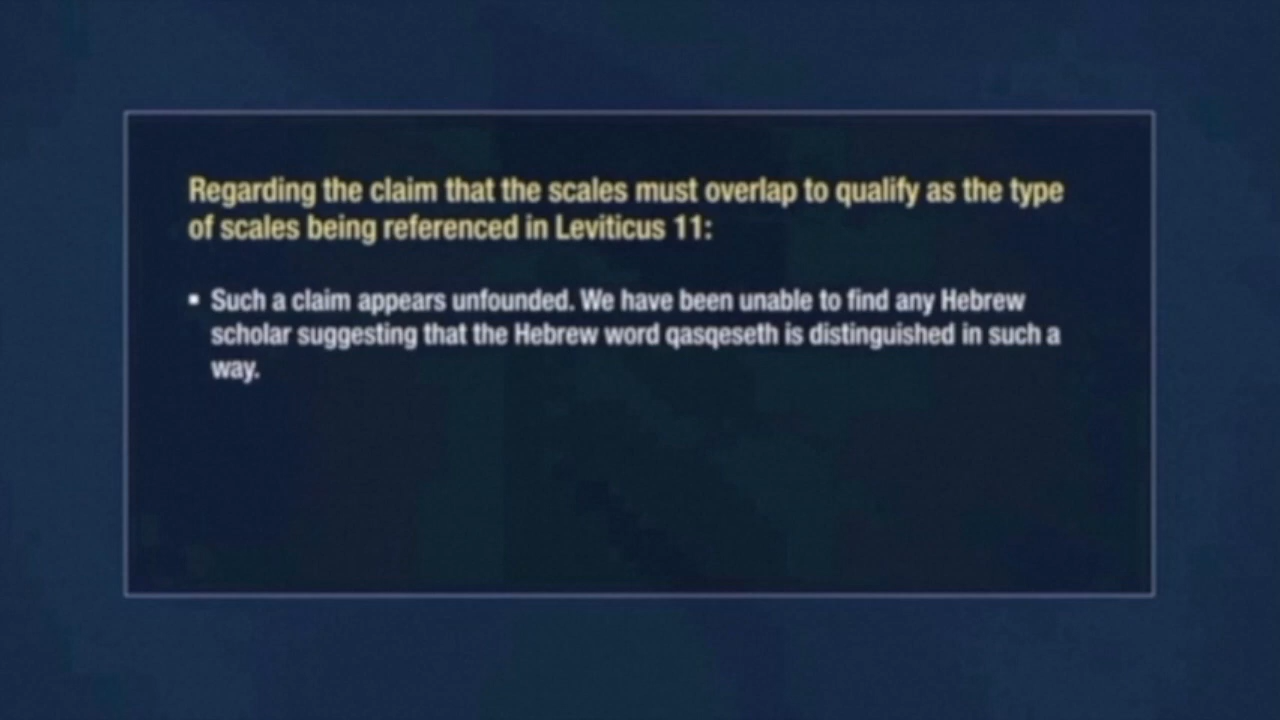 Regarding the claim that the scales must overlap to qualify as the type
of scales being referenced in Leviticus 11:
▪ Such a claim appears unfounded. We have been unable to find any Hebrew
scholar suggesting that the Hebrew word qasqeseth is distinguished in such a
way.